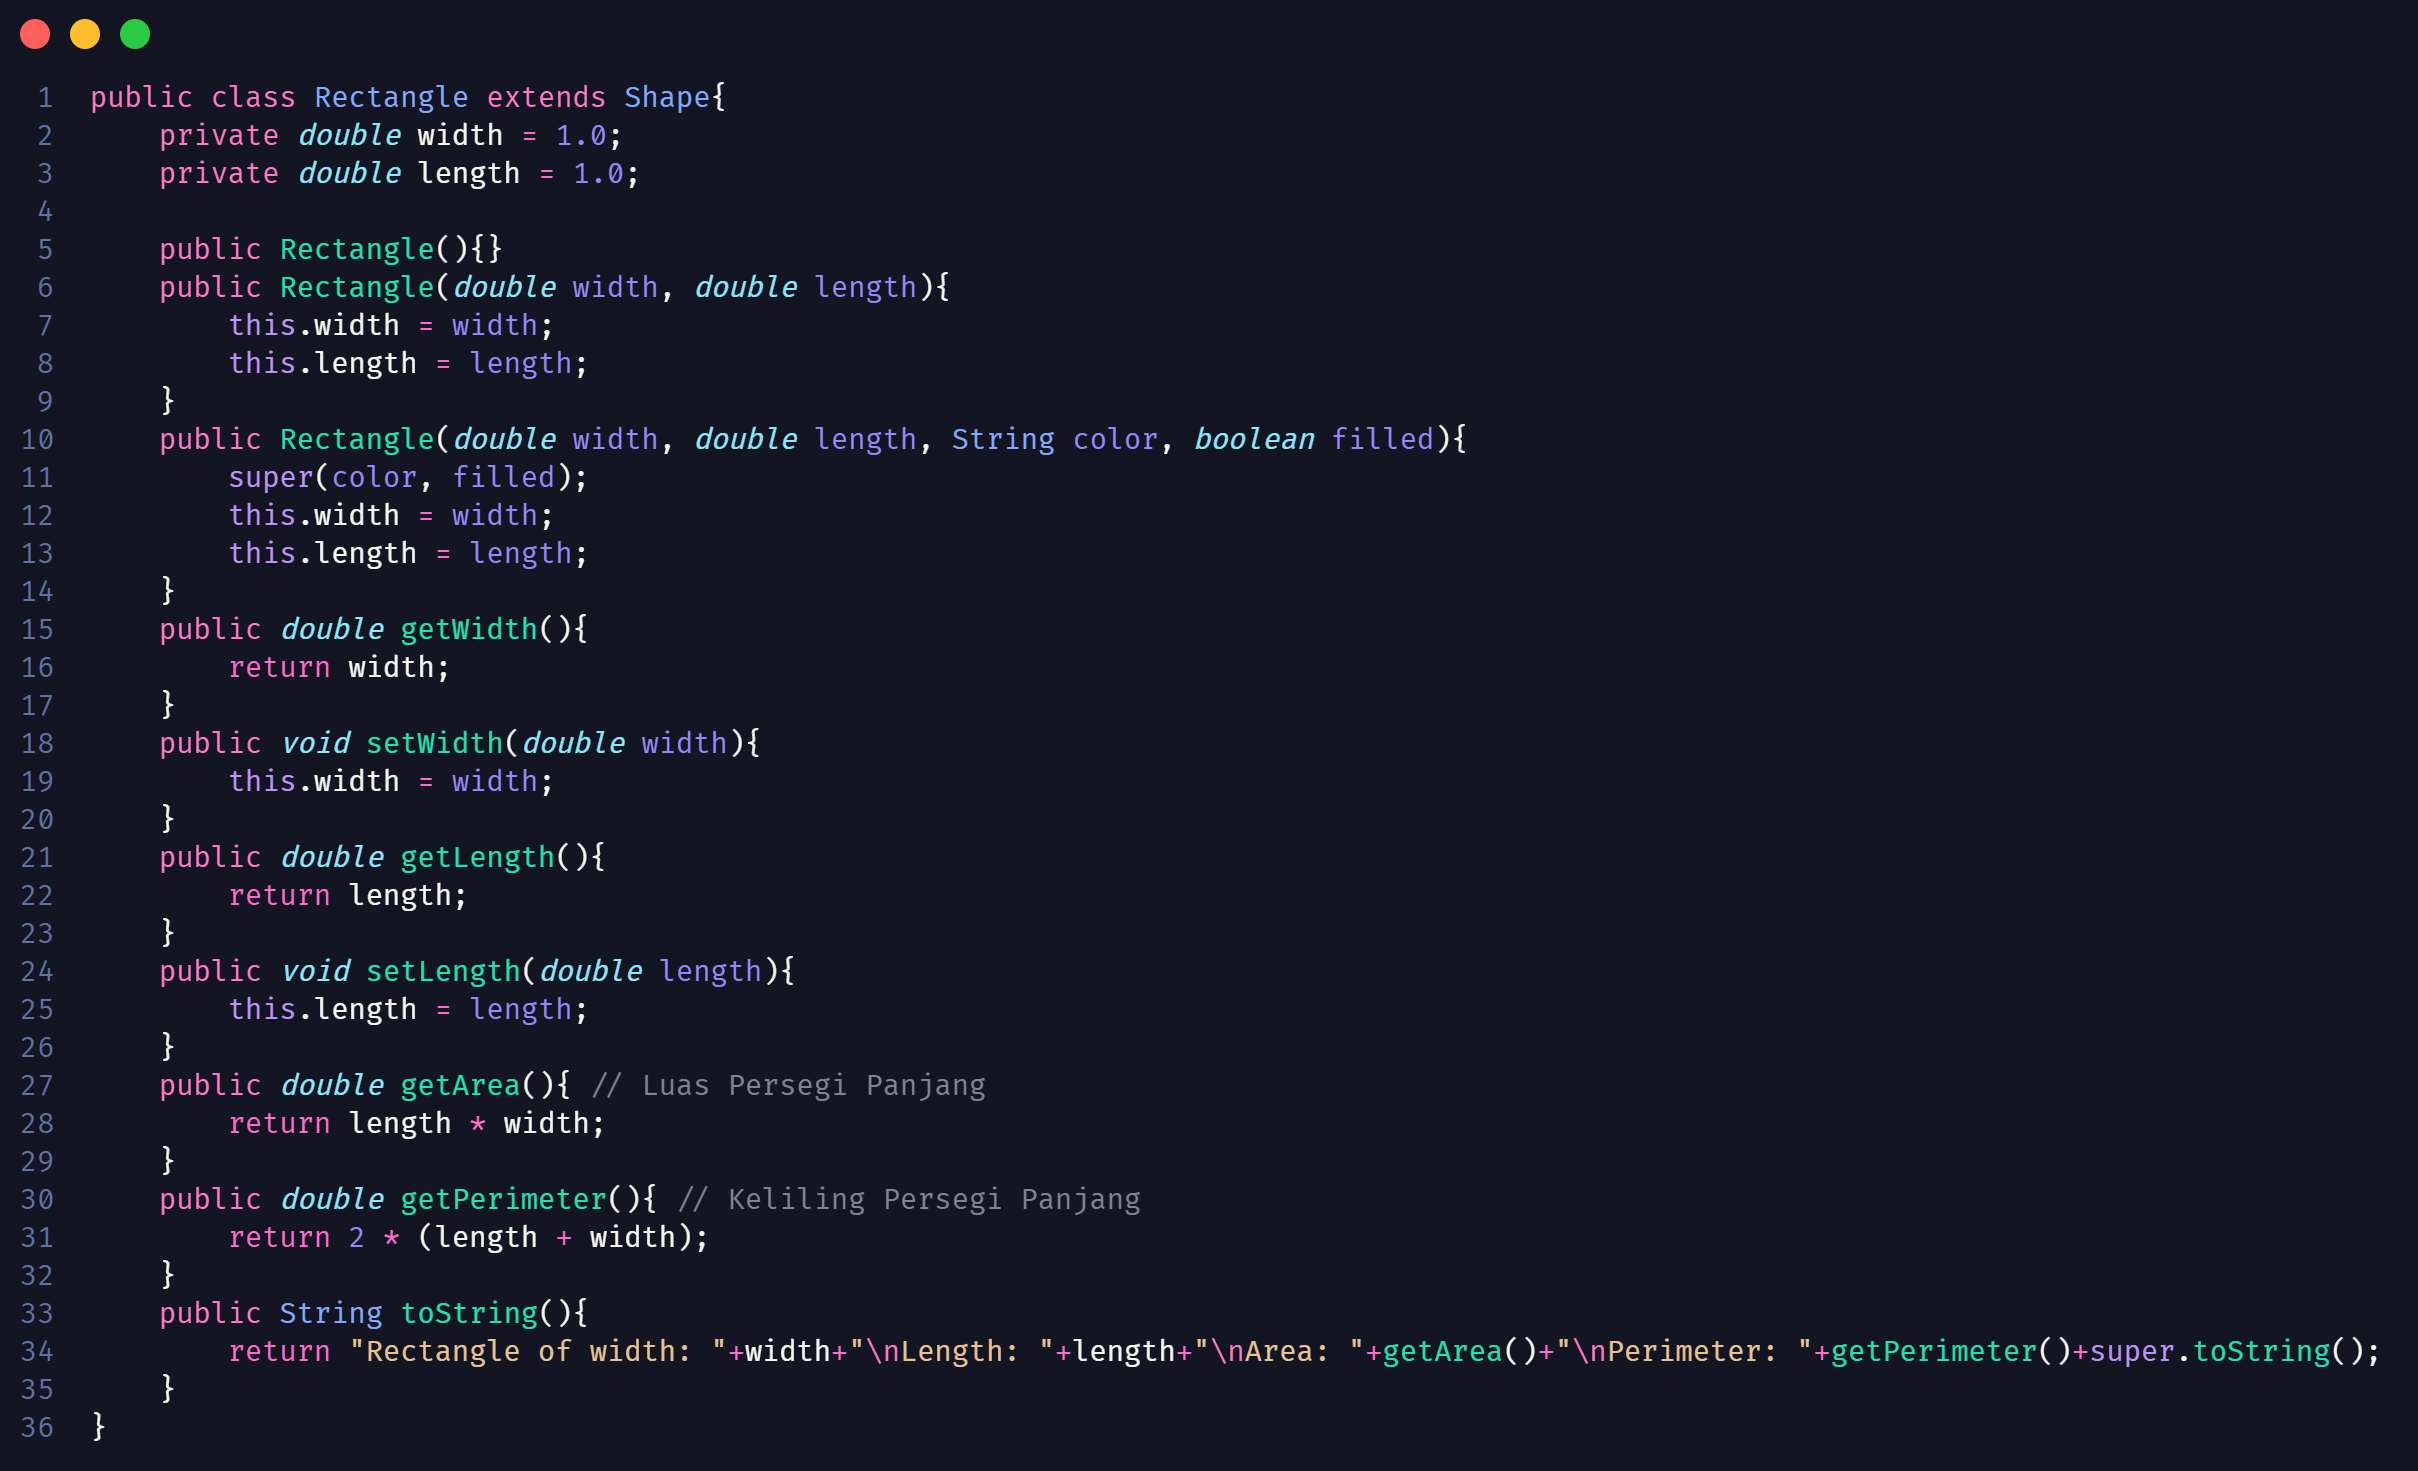 1 public class Rectangle extends Shape{
2     private double width = 1.0;
3     private double length = 1.0;
4
5     public Rectangle(){}
6     public Rectangle(double width, double length){
7         this.width = width;
8         this.length = length;
9     }
10     public Rectangle(double width, double length, String color, boolean filled){
11         super(color, filled);
12         this.width = width;
13         this.length = length;
14     }
15     public double getWidth(){
16         return width;
17     }
18     public void setWidth(double width){
19         this.width = width;
20     }
21     public double getLength(){
22         return length;
23     }
24     public void setLength(double length){
25         this.length = length;
26     }
27     public double getArea(){ // Luas Persegi Panjang
28         return length * width;
29     }
30     public double getPerimeter(){ // Keliling Persegi Panjang
31         return 2 * (length + width);
32     }
33     public String toString(){
34         return "Rectangle of width: "+width+"\nLength: "+length+"\nArea: "+getArea()+"\nPerimeter: "+getPerimeter()+super.toString();
35     }
36 }